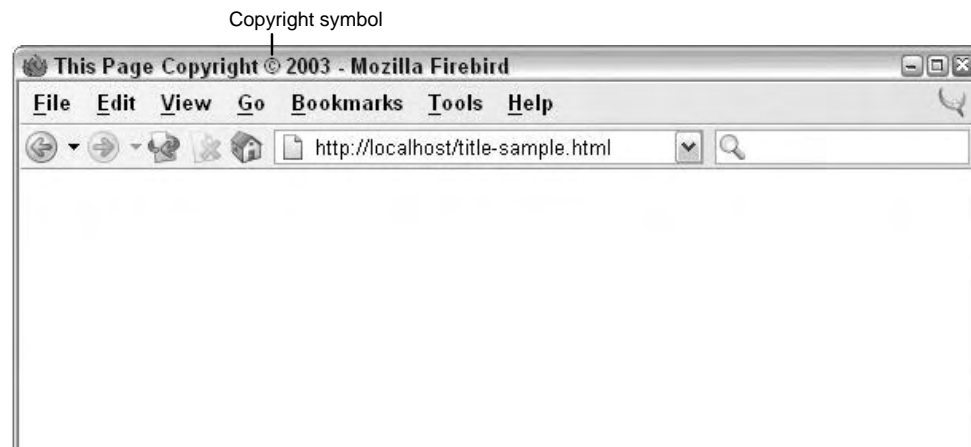 Copyright symbol
This Page Copyright © 2003 - Mozilla Firebird
File Edit View Go Bookmarks Tools Help
http://localhost/title-sample.html